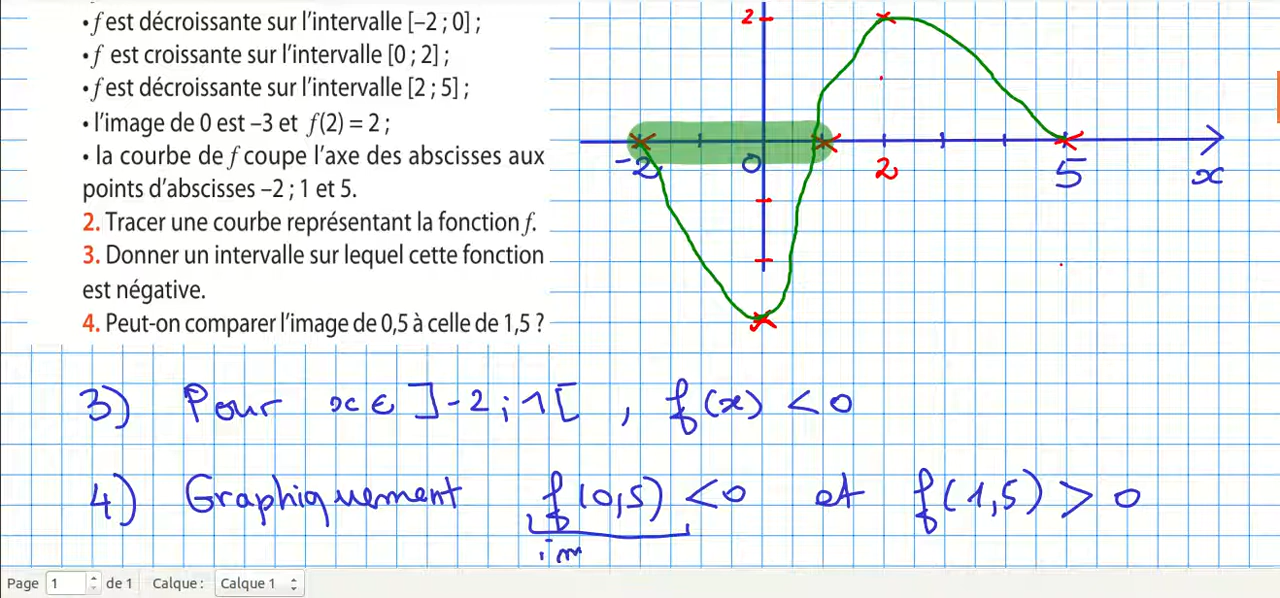 • f est décroissante sur l'intervalle [–2 ; 0] ;
• f est croissante sur l'intervalle [0 ; 2] ;
• f est décroissante sur l'intervalle [2 ; 5] ;
• l'image de 0 est –3 et f(2) = 2 ;
• la courbe de f coupe l'axe des abscisses aux
points d'abscisses –2 ; 1 et 5.
2. Tracer une courbe représentant la fonction f.
3. Donner un intervalle sur lequel cette fonction
est négative.
4. Peut-on comparer l'image de 0,5 à celle de 1,5 ?
2
-2 0 2 5 x
3) Pour x ∈ ]-2 ; 1[ , f(x) < 0
4) Graphiquement f(0,5) < 0 et f(1,5) > 0
im
Page 1 de 1 Calque : Calque 1